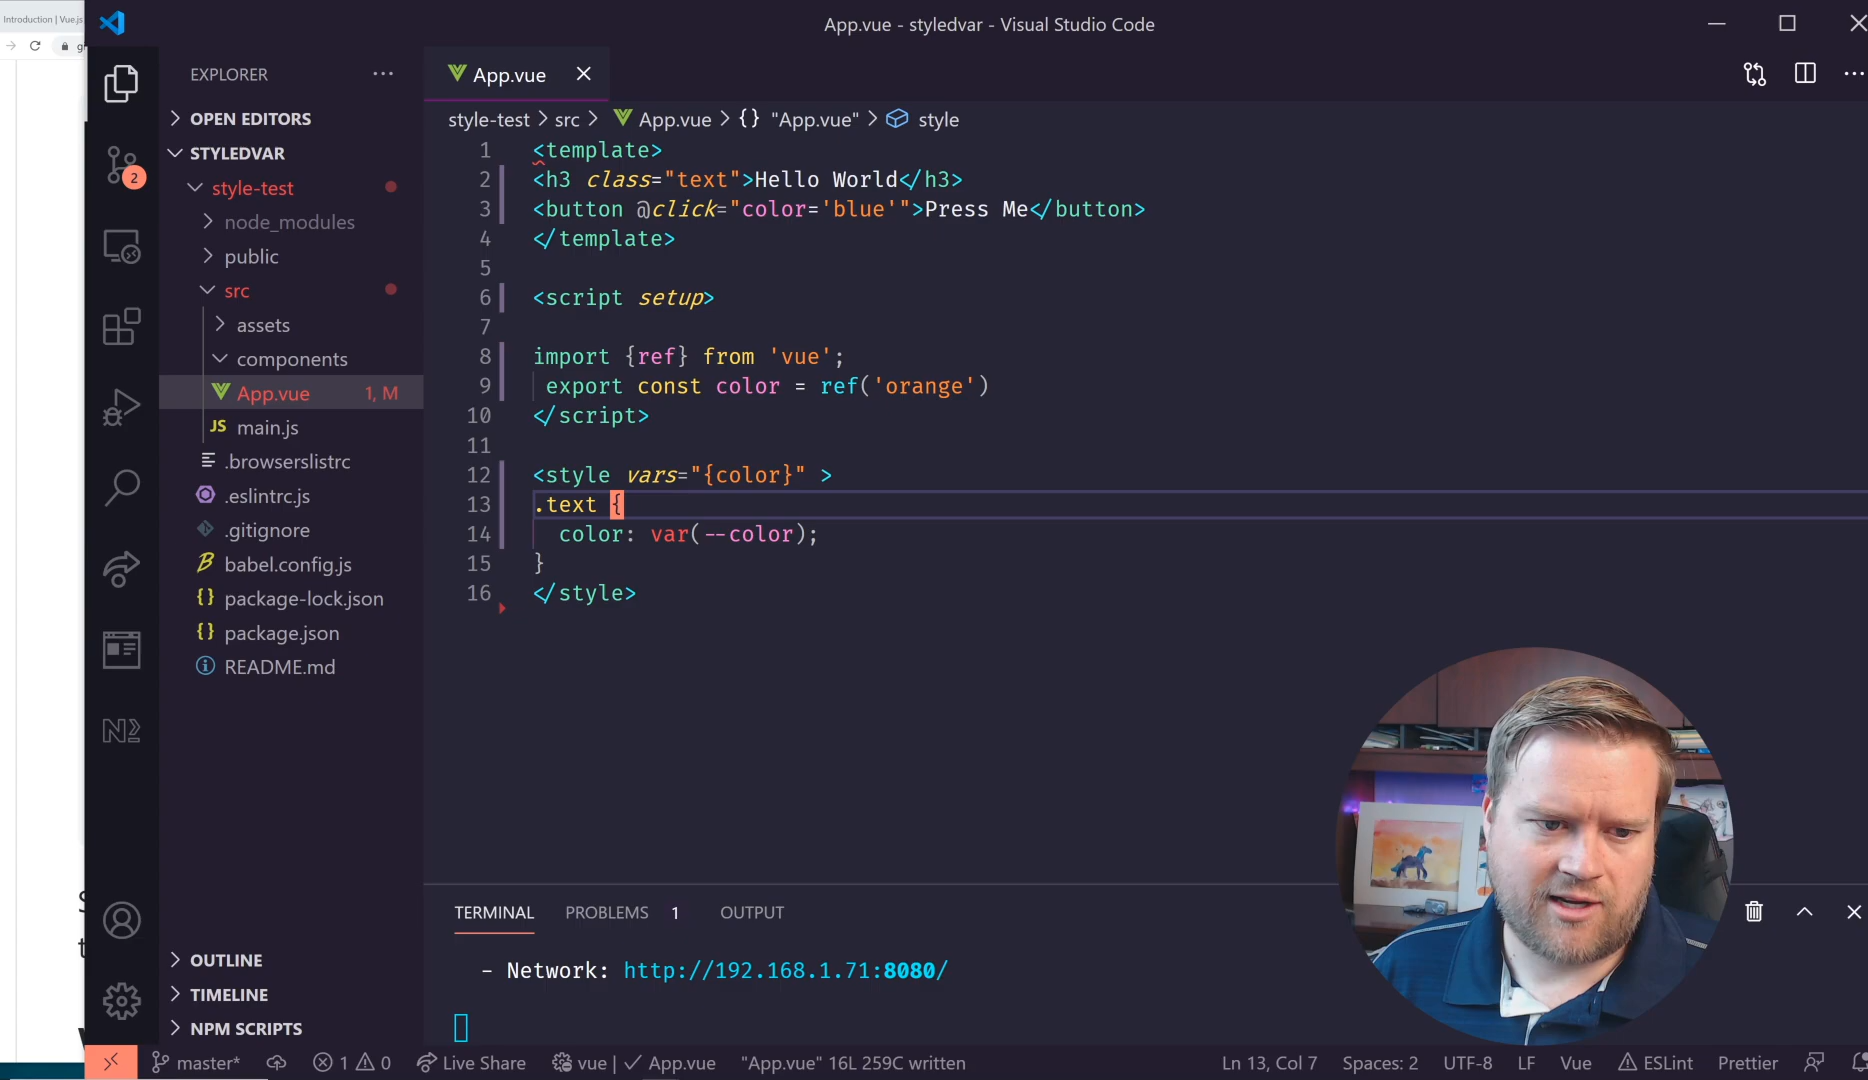 Introduction | Vue.js
App.vue - styledvar - Visual Studio Code
EXPLORER
OPEN EDITORS
STYLEDVAR
style-test
node_modules
public
src
assets
components
App.vue 1, M
JS main.js
.browserslistrc
.eslintrc.js
.gitignore
babel.config.js
{} package-lock.json
{} package.json
README.md
OUTLINE
TIMELINE
NPM SCRIPTS
2
App.vue
style-test > src > App.vue > {} "App.vue" > style
1 <template>
2 <h3 class="text">Hello World</h3>
3 <button @click="color='blue'">Press Me</button>
4 </template>
5
6 <script setup>
7
8 import {ref} from 'vue';
9 export const color = ref('orange')
10 </script>
11
12 <style vars="{color}" >
13 .text {
14 color: var(--color);
15 }
16 </style>
TERMINAL PROBLEMS 1 OUTPUT
- Network: http://192.168.1.71:8080/
master* 1 0 Live Share vue | ✓ App.vue "App.vue" 16L 259C written Ln 13, Col 7 Spaces: 2 UTF-8 LF Vue ESLint Prettier